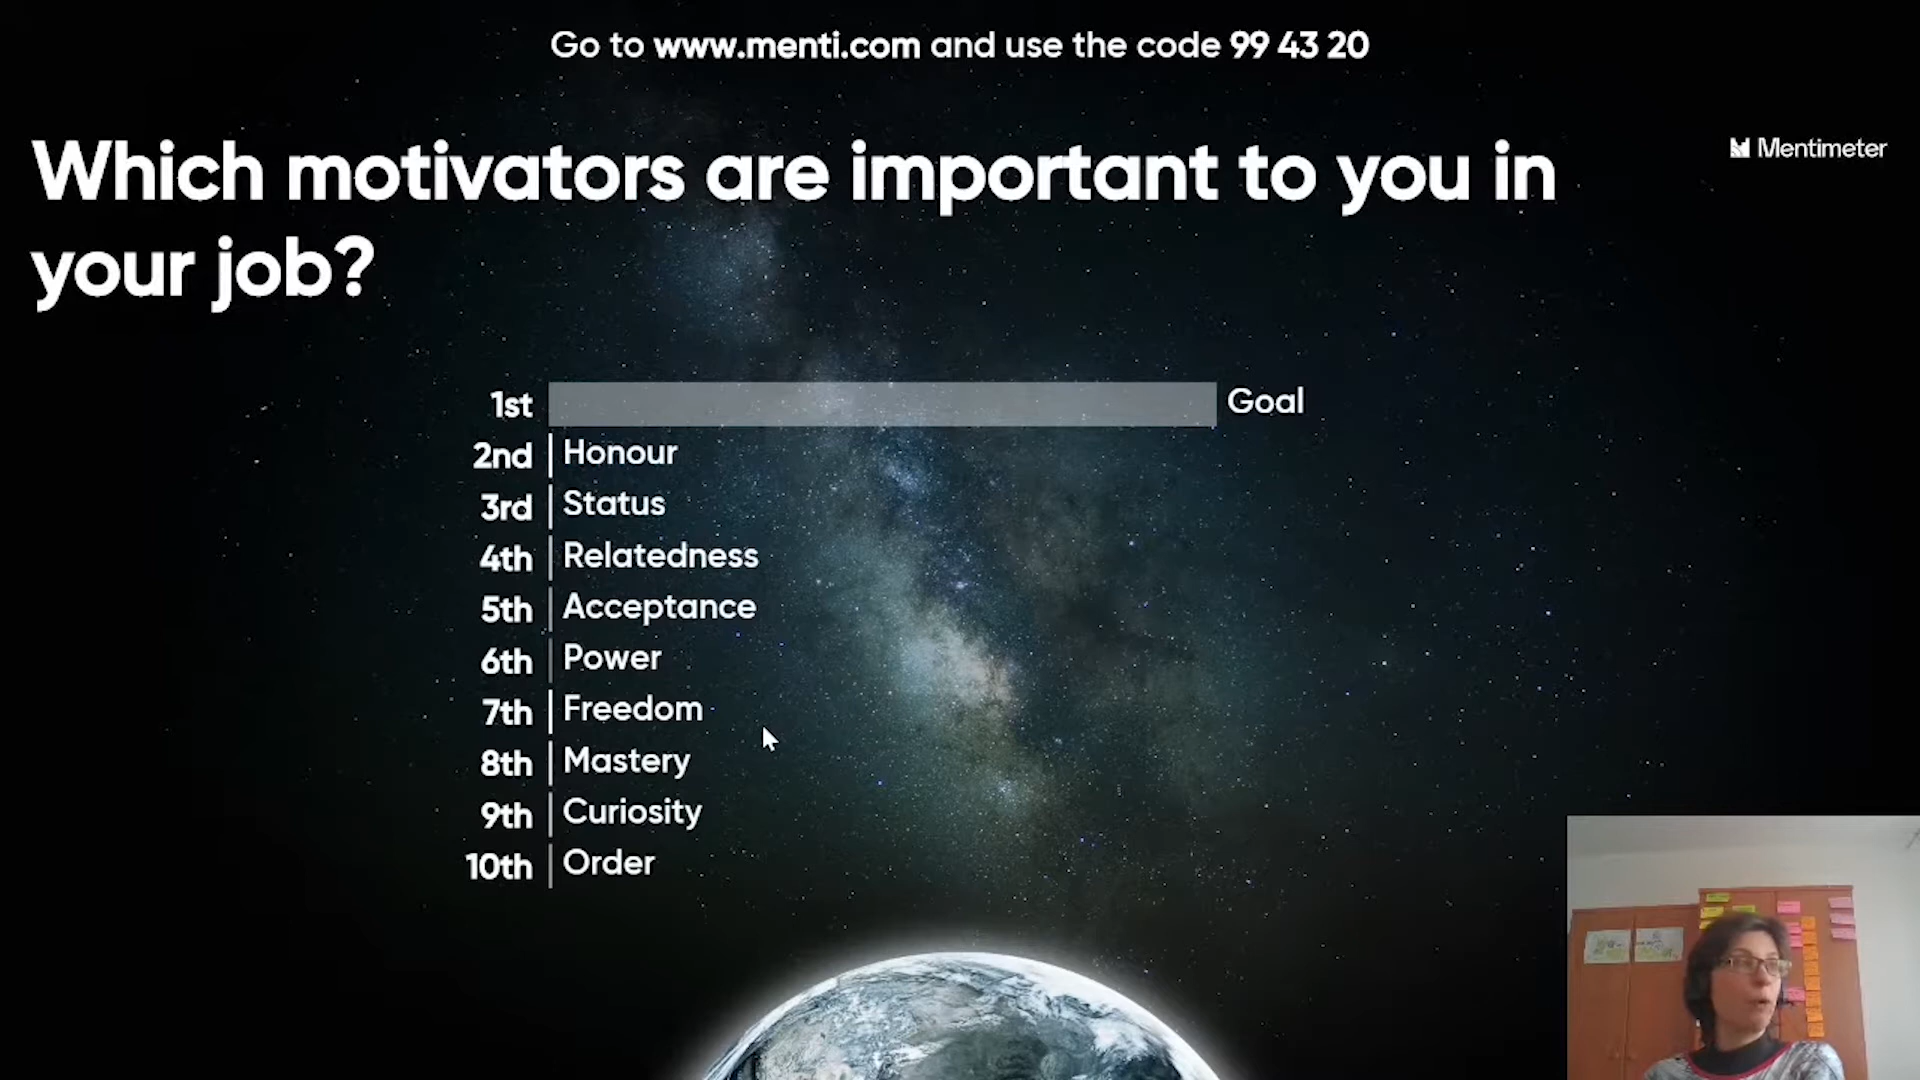 Go to www.menti.com and use the code 99 43 20
Which motivators are important to you in
your job?
Mentimeter
1st Goal
2nd Honour
3rd Status
4th Relatedness
5th Acceptance
6th Power
7th Freedom
8th Mastery
9th Curiosity
10th Order